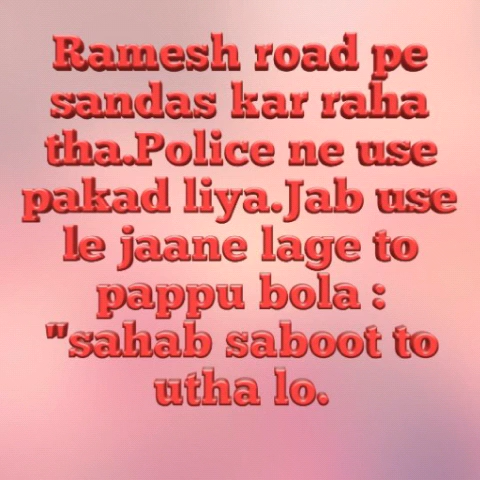 Ramesh road pe
sandas kar raha
tha.Police ne use
pakad liya.Jab use
le jaane lage to
pappu bola :
"sahab saboot to
utha lo.